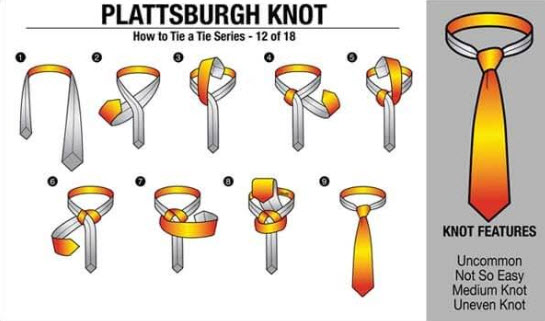 PLATTSBURGH KNOT
How to Tie a Tie Series - 12 of 18
1
2
3
4
5
6
7
8
9
KNOT FEATURES
Uncommon
Not So Easy
Medium Knot
Uneven Knot